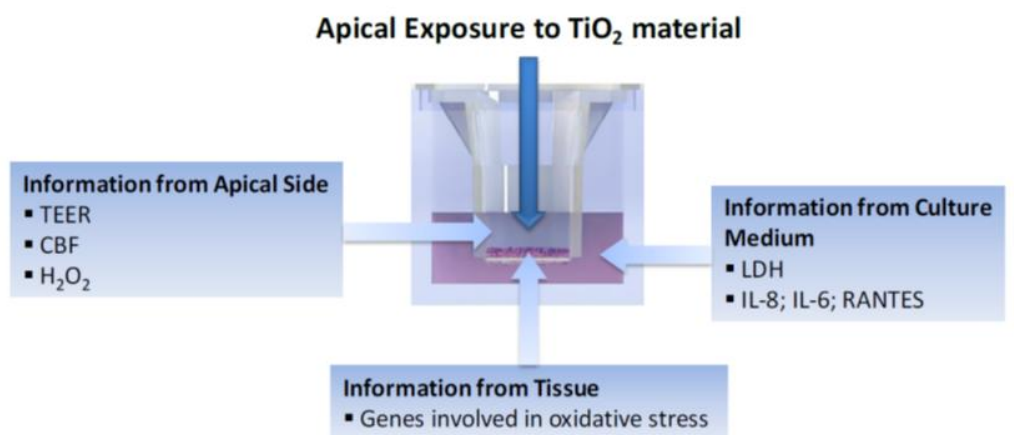 Apical Exposure to TiO₂ material
Information from Apical Side
▪ TEER
▪ CBF
▪ H₂O₂
Information from Culture
Medium
▪ LDH
▪ IL-8; IL-6; RANTES
Information from Tissue
▪ Genes involved in oxidative stress